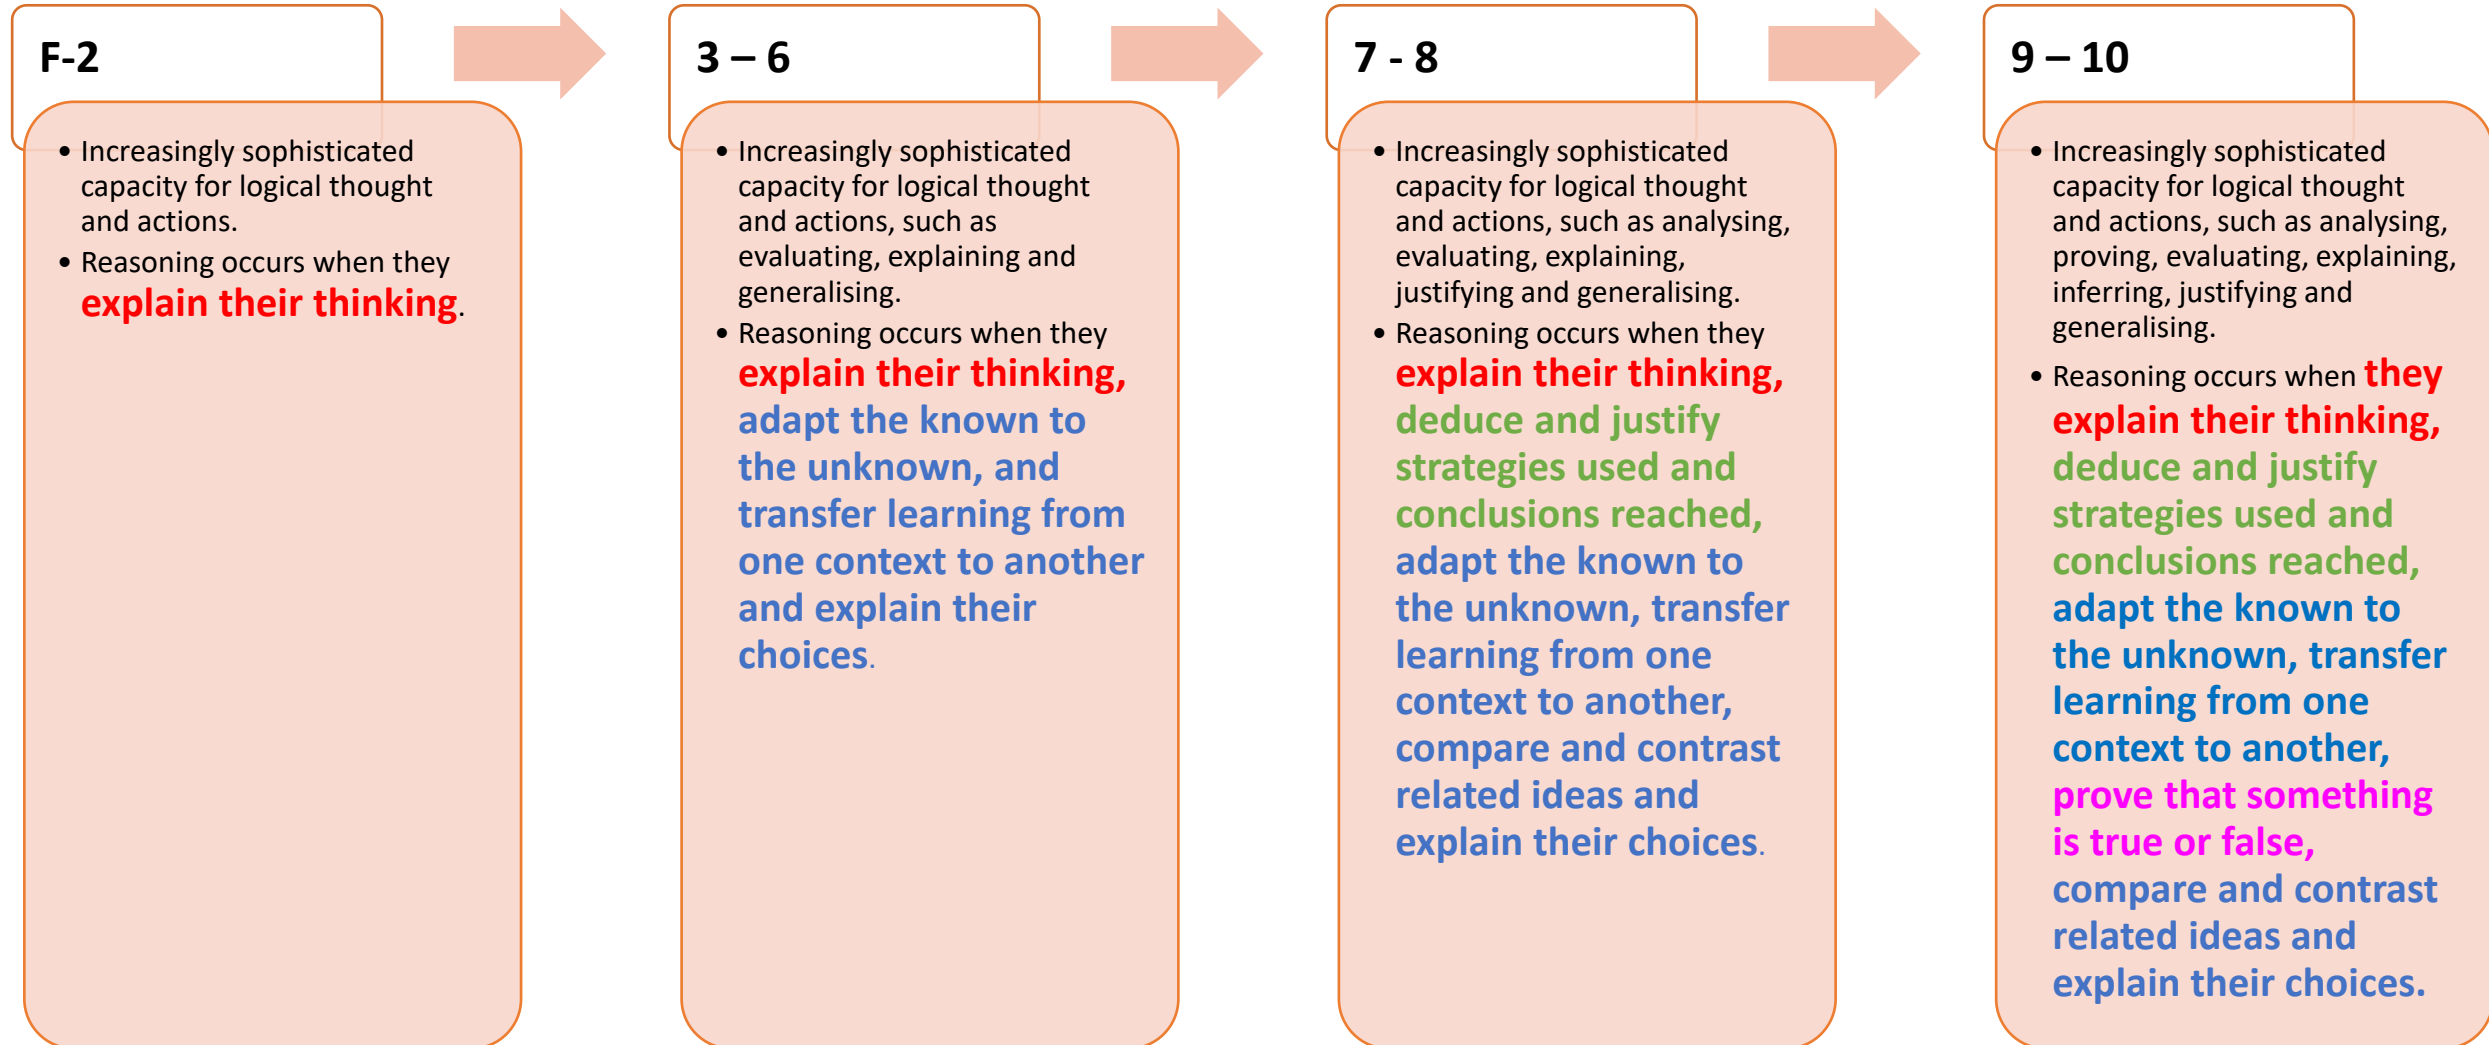 F-2
• Increasingly sophisticated
capacity for logical thought
and actions.
• Reasoning occurs when they
explain their thinking.
3 – 6
• Increasingly sophisticated
capacity for logical thought
and actions, such as
evaluating, explaining and
generalising.
• Reasoning occurs when they
explain their thinking,
adapt the known to
the unknown, and
transfer learning from
one context to another
and explain their
choices.
7 - 8
• Increasingly sophisticated
capacity for logical thought
and actions, such as analysing,
evaluating, explaining,
justifying and generalising.
• Reasoning occurs when they
explain their thinking,
deduce and justify
strategies used and
conclusions reached,
adapt the known to
the unknown, transfer
learning from one
context to another,
compare and contrast
related ideas and
explain their choices.
9 – 10
• Increasingly sophisticated
capacity for logical thought
and actions, such as analysing,
proving, evaluating, explaining,
inferring, justifying and
generalising.
• Reasoning occurs when they
explain their thinking,
deduce and justify
strategies used and
conclusions reached,
adapt the known to
the unknown, transfer
learning from one
context to another,
prove that something
is true or false,
compare and contrast
related ideas and
explain their choices.